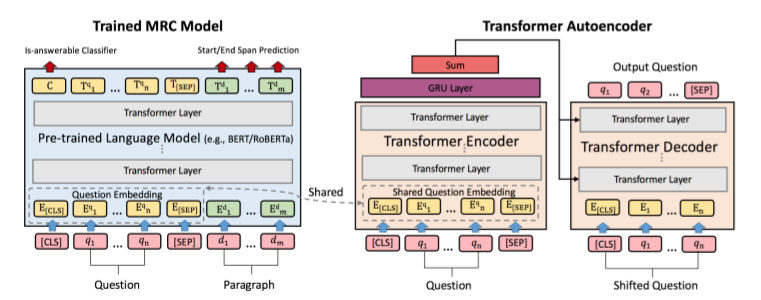 Trained MRC Model
Is-answerable Classifier
Start/End Span Prediction
C T^q_1 ... T^q_n T_[SEP] T^d_1 ... T^d_m
Transformer Layer
Pre-trained Language Model (e.g., BERT/RoBERTa)
⋮
Transformer Layer
Question Embedding
E_[CLS] E^q_1 ... E^q_n E_[SEP] E^d_1 ... E^d_m
[CLS] q_1 ... q_n [SEP] d_1 ... d_m
Question
Paragraph
Shared
Transformer Autoencoder
Sum
GRU Layer
Transformer Layer
Transformer Encoder
⋮
Transformer Layer
Shared Question Embedding
E_[CLS] E^q_1 ... E^q_n E_[SEP]
[CLS] q_1 ... q_n [SEP]
Question
Output Question
q_1 q_2 ... [SEP]
Transformer Layer
Transformer Decoder
⋮
Transformer Layer
E_[CLS] E_1 ... E_n
[CLS] q_1 ... q_n
Shifted Question